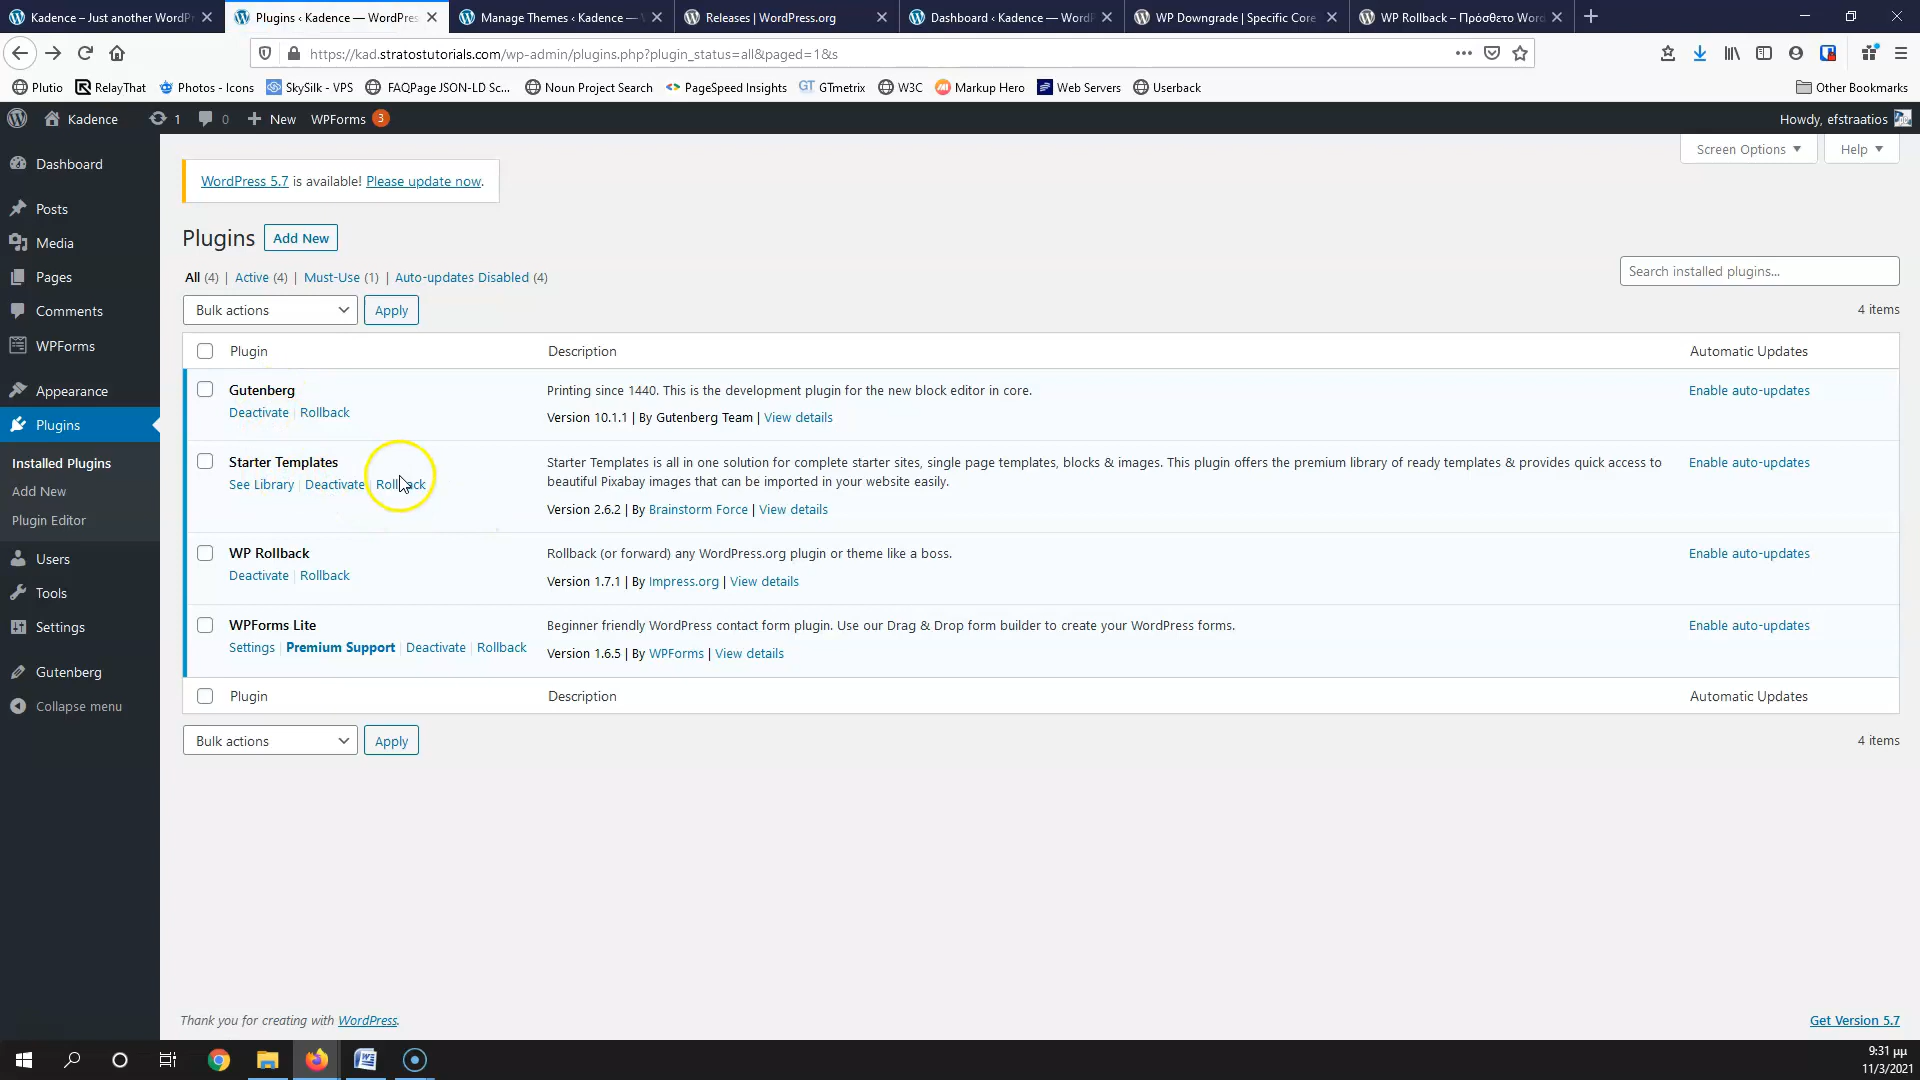 Kadence – Just another WordP
Plugins ‹ Kadence — WordPres
Manage Themes ‹ Kadence —
Releases | WordPress.org
Dashboard ‹ Kadence — WordP
WP Downgrade | Specific Core
WP Rollback – Πρόσθετο Word
https://kad.stratostutorials.com/wp-admin/plugins.php?plugin_status=all&paged=1&s
Plutio
RelayThat
Photos - Icons
SkySilk - VPS
FAQPage JSON-LD Sc...
Noun Project Search
PageSpeed Insights
GTmetrix
W3C
Markup Hero
Web Servers
Userback
Other Bookmarks
Kadence
1
0
New
WPForms 3
Howdy, efstraatios
Screen Options
Help
Dashboard
Posts
Media
Pages
Comments
WPForms
Appearance
Plugins
Installed Plugins
Add New
Plugin Editor
Users
Tools
Settings
Gutenberg
Collapse menu
WordPress 5.7 is available! Please update now.
Plugins
Add New
All (4) | Active (4) | Must-Use (1) | Auto-updates Disabled (4)
Search installed plugins...
Bulk actions
Apply
4 items
Plugin
Description
Automatic Updates
Gutenberg
Deactivate | Rollback
Printing since 1440. This is the development plugin for the new block editor in core.
Version 10.1.1 | By Gutenberg Team | View details
Enable auto-updates
Starter Templates
See Library | Deactivate | Rollback
Starter Templates is all in one solution for complete starter sites, single page templates, blocks & images. This plugin offers the premium library of ready templates & provides quick access to
beautiful Pixabay images that can be imported in your website easily.
Version 2.6.2 | By Brainstorm Force | View details
Enable auto-updates
WP Rollback
Deactivate | Rollback
Rollback (or forward) any WordPress.org plugin or theme like a boss.
Version 1.7.1 | By Impress.org | View details
Enable auto-updates
WPForms Lite
Settings | Premium Support | Deactivate | Rollback
Beginner friendly WordPress contact form plugin. Use our Drag & Drop form builder to create your WordPress forms.
Version 1.6.5 | By WPForms | View details
Enable auto-updates
Plugin
Description
Automatic Updates
Bulk actions
Apply
4 items
Thank you for creating with WordPress.
Get Version 5.7
9:31 μμ
11/3/2021